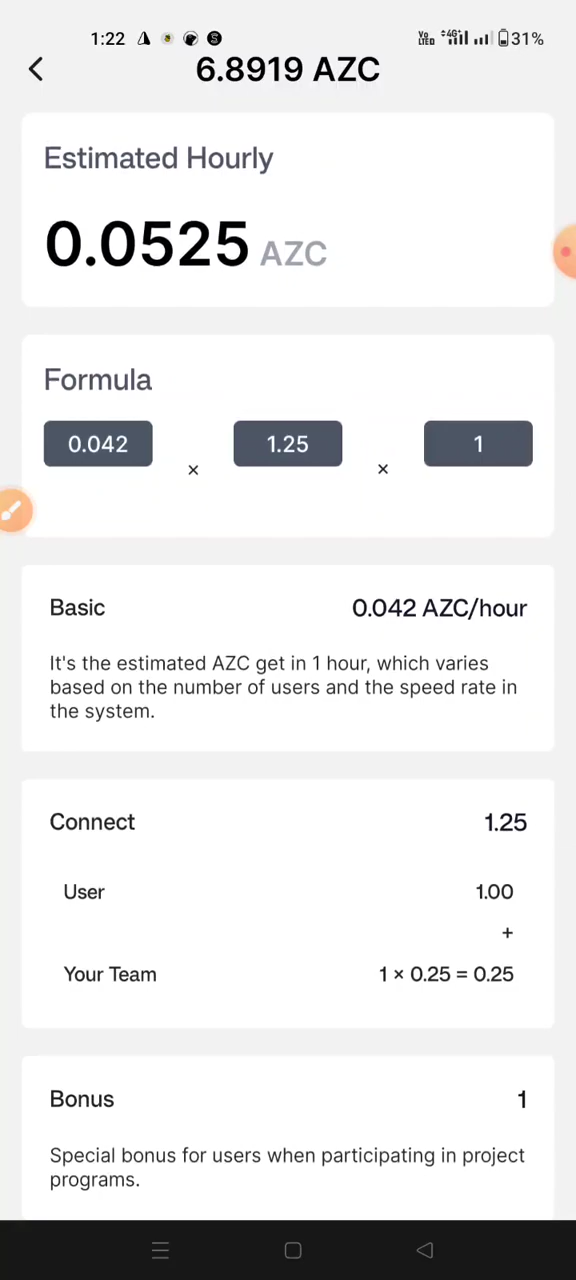 1:22 31%
6.8919 AZC
Estimated Hourly
0.0525 AZC
Formula
0.042 × 1.25 × 1
Basic 0.042 AZC/hour
It's the estimated AZC get in 1 hour, which varies
based on the number of users and the speed rate in
the system.
Connect 1.25
User 1.00
+
Your Team 1 × 0.25 = 0.25
Bonus 1
Special bonus for users when participating in project
programs.